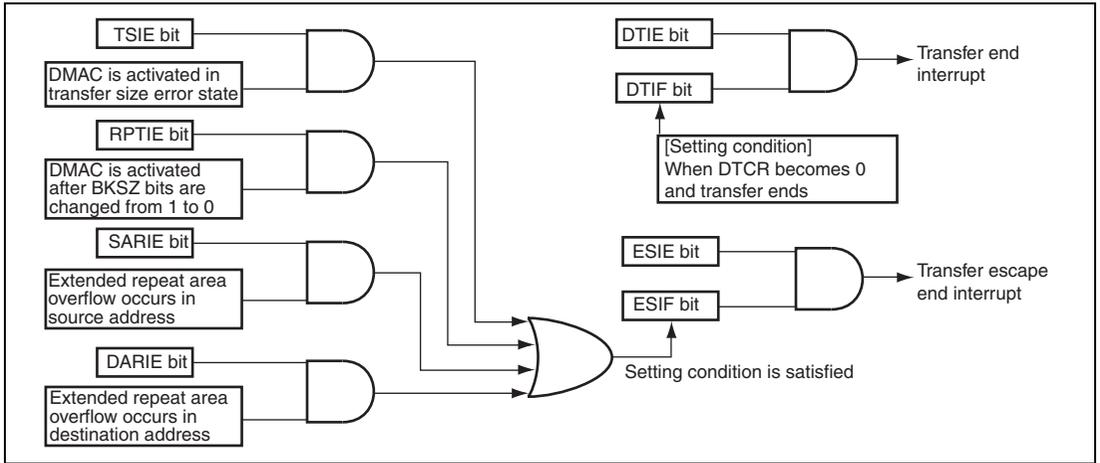 TSIE bit
DMAC is activated in
transfer size error state
RPTIE bit
DMAC is activated
after BKSZ bits are
changed from 1 to 0
SARIE bit
Extended repeat area
overflow occurs in
source address
DARIE bit
Extended repeat area
overflow occurs in
destination address
DTIE bit
DTIF bit
Transfer end
interrupt
[Setting condition]
When DTCR becomes 0
and transfer ends
ESIE bit
ESIF bit
Transfer escape
end interrupt
Setting condition is satisfied